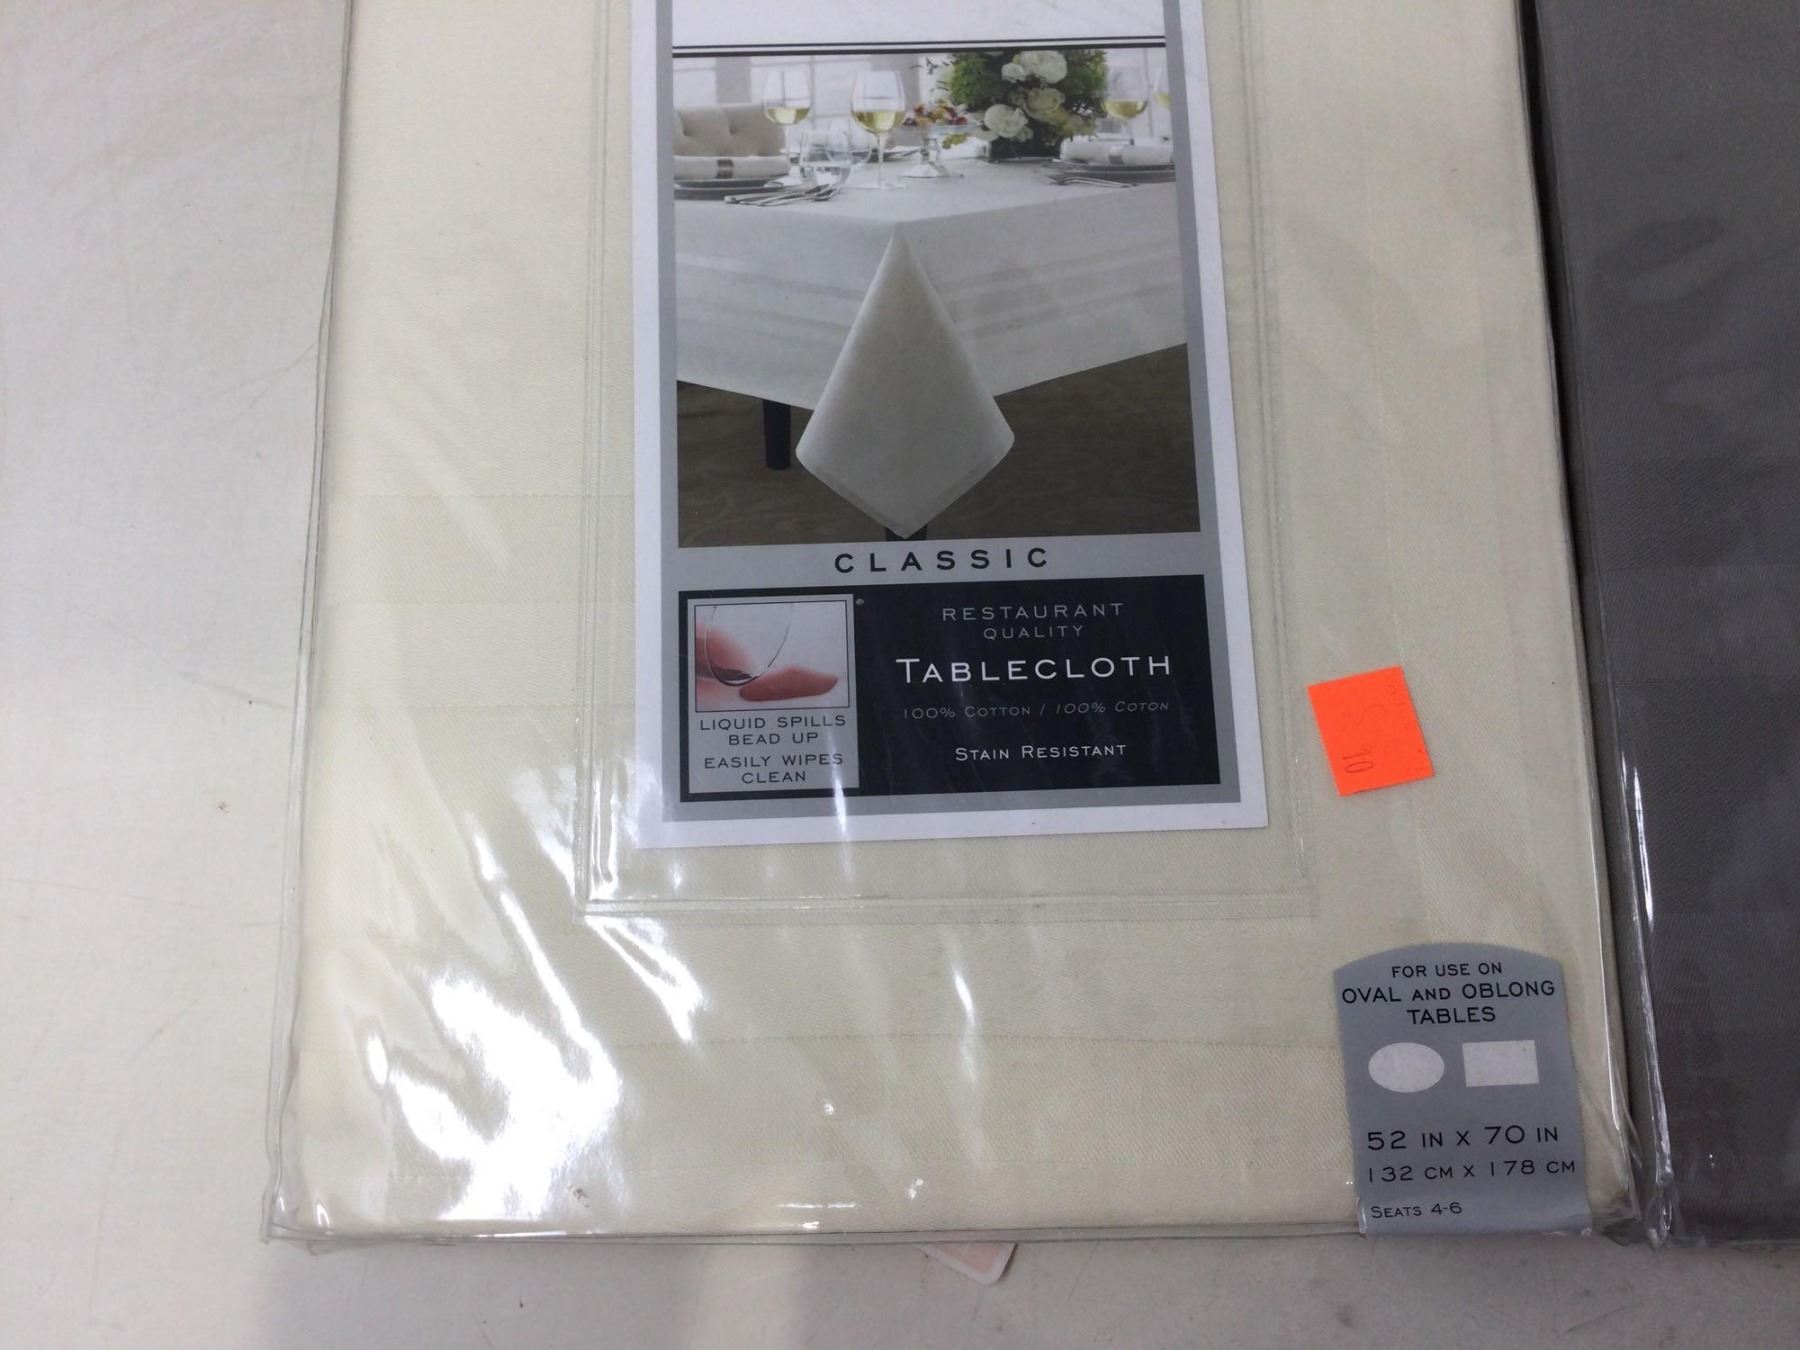 CLASSIC
RESTAURANT
QUALITY
TABLECLOTH
100% COTTON / 100% COTON
STAIN RESISTANT
LIQUID SPILLS
BEAD UP
EASILY WIPES
CLEAN
FOR USE ON
OVAL AND OBLONG
TABLES
52 IN X 70 IN
132 CM X 178 CM
SEATS 4-6